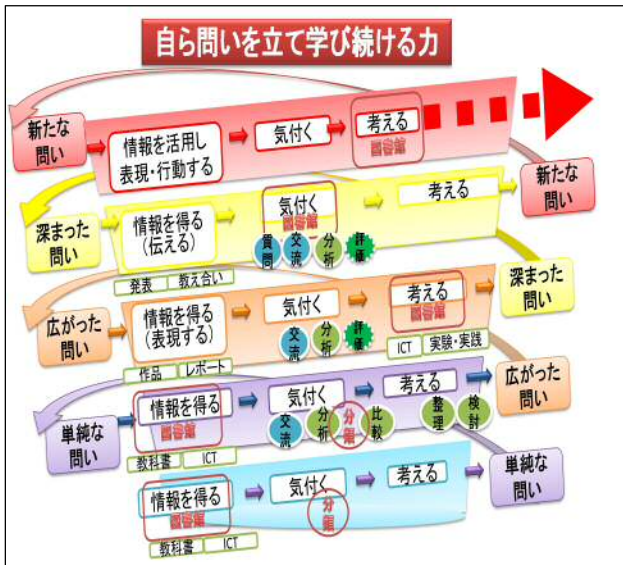 自ら問いを立て学び続ける力
新たな
問い
情報を活用し
表現・行動する
気付く
考える
図書館
新たな
問い
深まった
問い
情報を得る
(伝える)
気付く
図書館
考える
発表
教え合い
質問
交流
分析
評価
深まった
問い
広がった
問い
情報を得る
(表現する)
気付く
考える
図書館
作品
レポート
交流
分析
評価
ICT
実験・実践
広がった
問い
単純な
問い
情報を得る
図書館
気付く
考える
教科書
ICT
交流
分析
分類
比較
整理
検討
単純な
問い
情報を得る
図書館
気付く
考える
分類
教科書
ICT